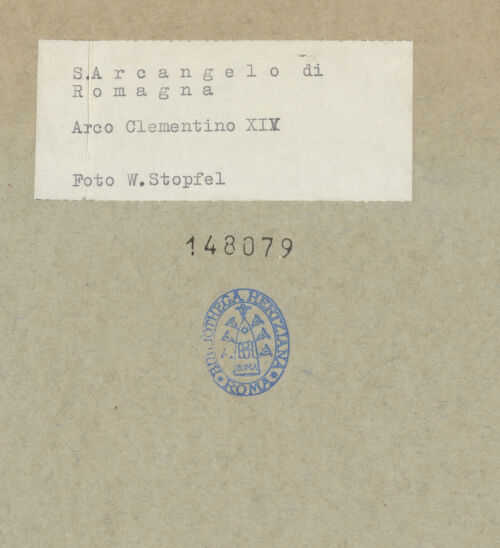 S.Arcangelo di
Romagna
Arco Clementino XIV
Foto W.Stopfel
148079
BIBLIOTHECA HERTZIANA
ROMA
ROMA